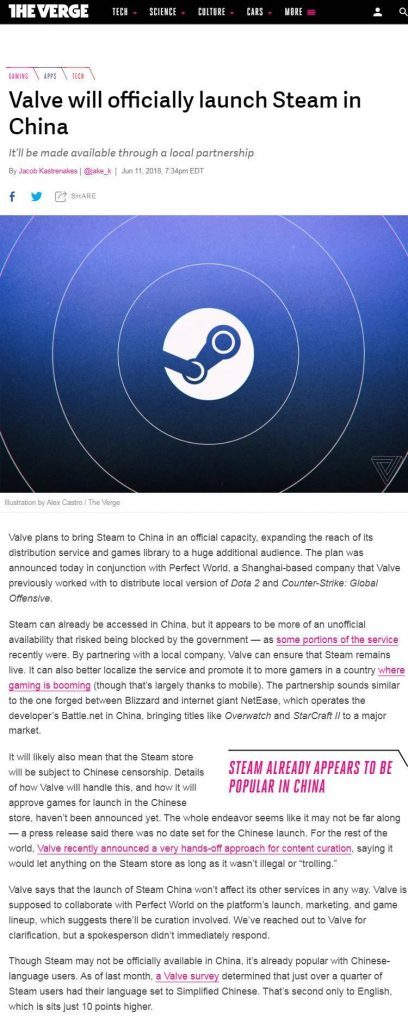 THE VERGE TECH SCIENCE CULTURE CARS MORE
GAMING APPS TECH
Valve will officially launch Steam in
China
It'll be made available through a local partnership
By Jacob Kastrenakes | @jake_k | Jun 11, 2018, 7:34pm EDT
SHARE
Illustration by Alex Castro / The Verge
Valve plans to bring Steam to China in an official capacity, expanding the reach of its
distribution service and games library to a huge additional audience. The plan was
announced today in conjunction with Perfect World, a Shanghai-based company that Valve
previously worked with to distribute local version of Dota 2 and Counter-Strike: Global
Offensive.
Steam can already be accessed in China, but it appears to be more of an unofficial
availability that risked being blocked by the government — as some portions of the service
recently were. By partnering with a local company, Valve can ensure that Steam remains
live. It can also better localize the service and promote it to more gamers in a country where
gaming is booming (though that's largely thanks to mobile). The partnership sounds similar
to the one forged between Blizzard and internet giant NetEase, which operates the
developer's Battle.net in China, bringing titles like Overwatch and StarCraft II to a major
market.
It will likely also mean that the Steam store
will be subject to Chinese censorship. Details
of how Valve will handle this, and how it will
approve games for launch in the Chinese
store, haven't been announced yet. The whole endeavor seems like it may not be far along
— a press release said there was no date set for the Chinese launch. For the rest of the
world, Valve recently announced a very hands-off approach for content curation, saying it
would let anything on the Steam store as long as it wasn't illegal or "trolling."
STEAM ALREADY APPEARS TO BE
POPULAR IN CHINA
Valve says that the launch of Steam China won't affect its other services in any way. Valve is
supposed to collaborate with Perfect World on the platform's launch, marketing, and game
lineup, which suggests there'll be curation involved. We've reached out to Valve for
clarification, but a spokesperson didn't immediately respond.
Though Steam may not be officially available in China, it's already popular with Chinese-
language users. As of last month, a Valve survey determined that just over a quarter of
Steam users had their language set to Simplified Chinese. That's second only to English,
which is sits just 10 points higher.